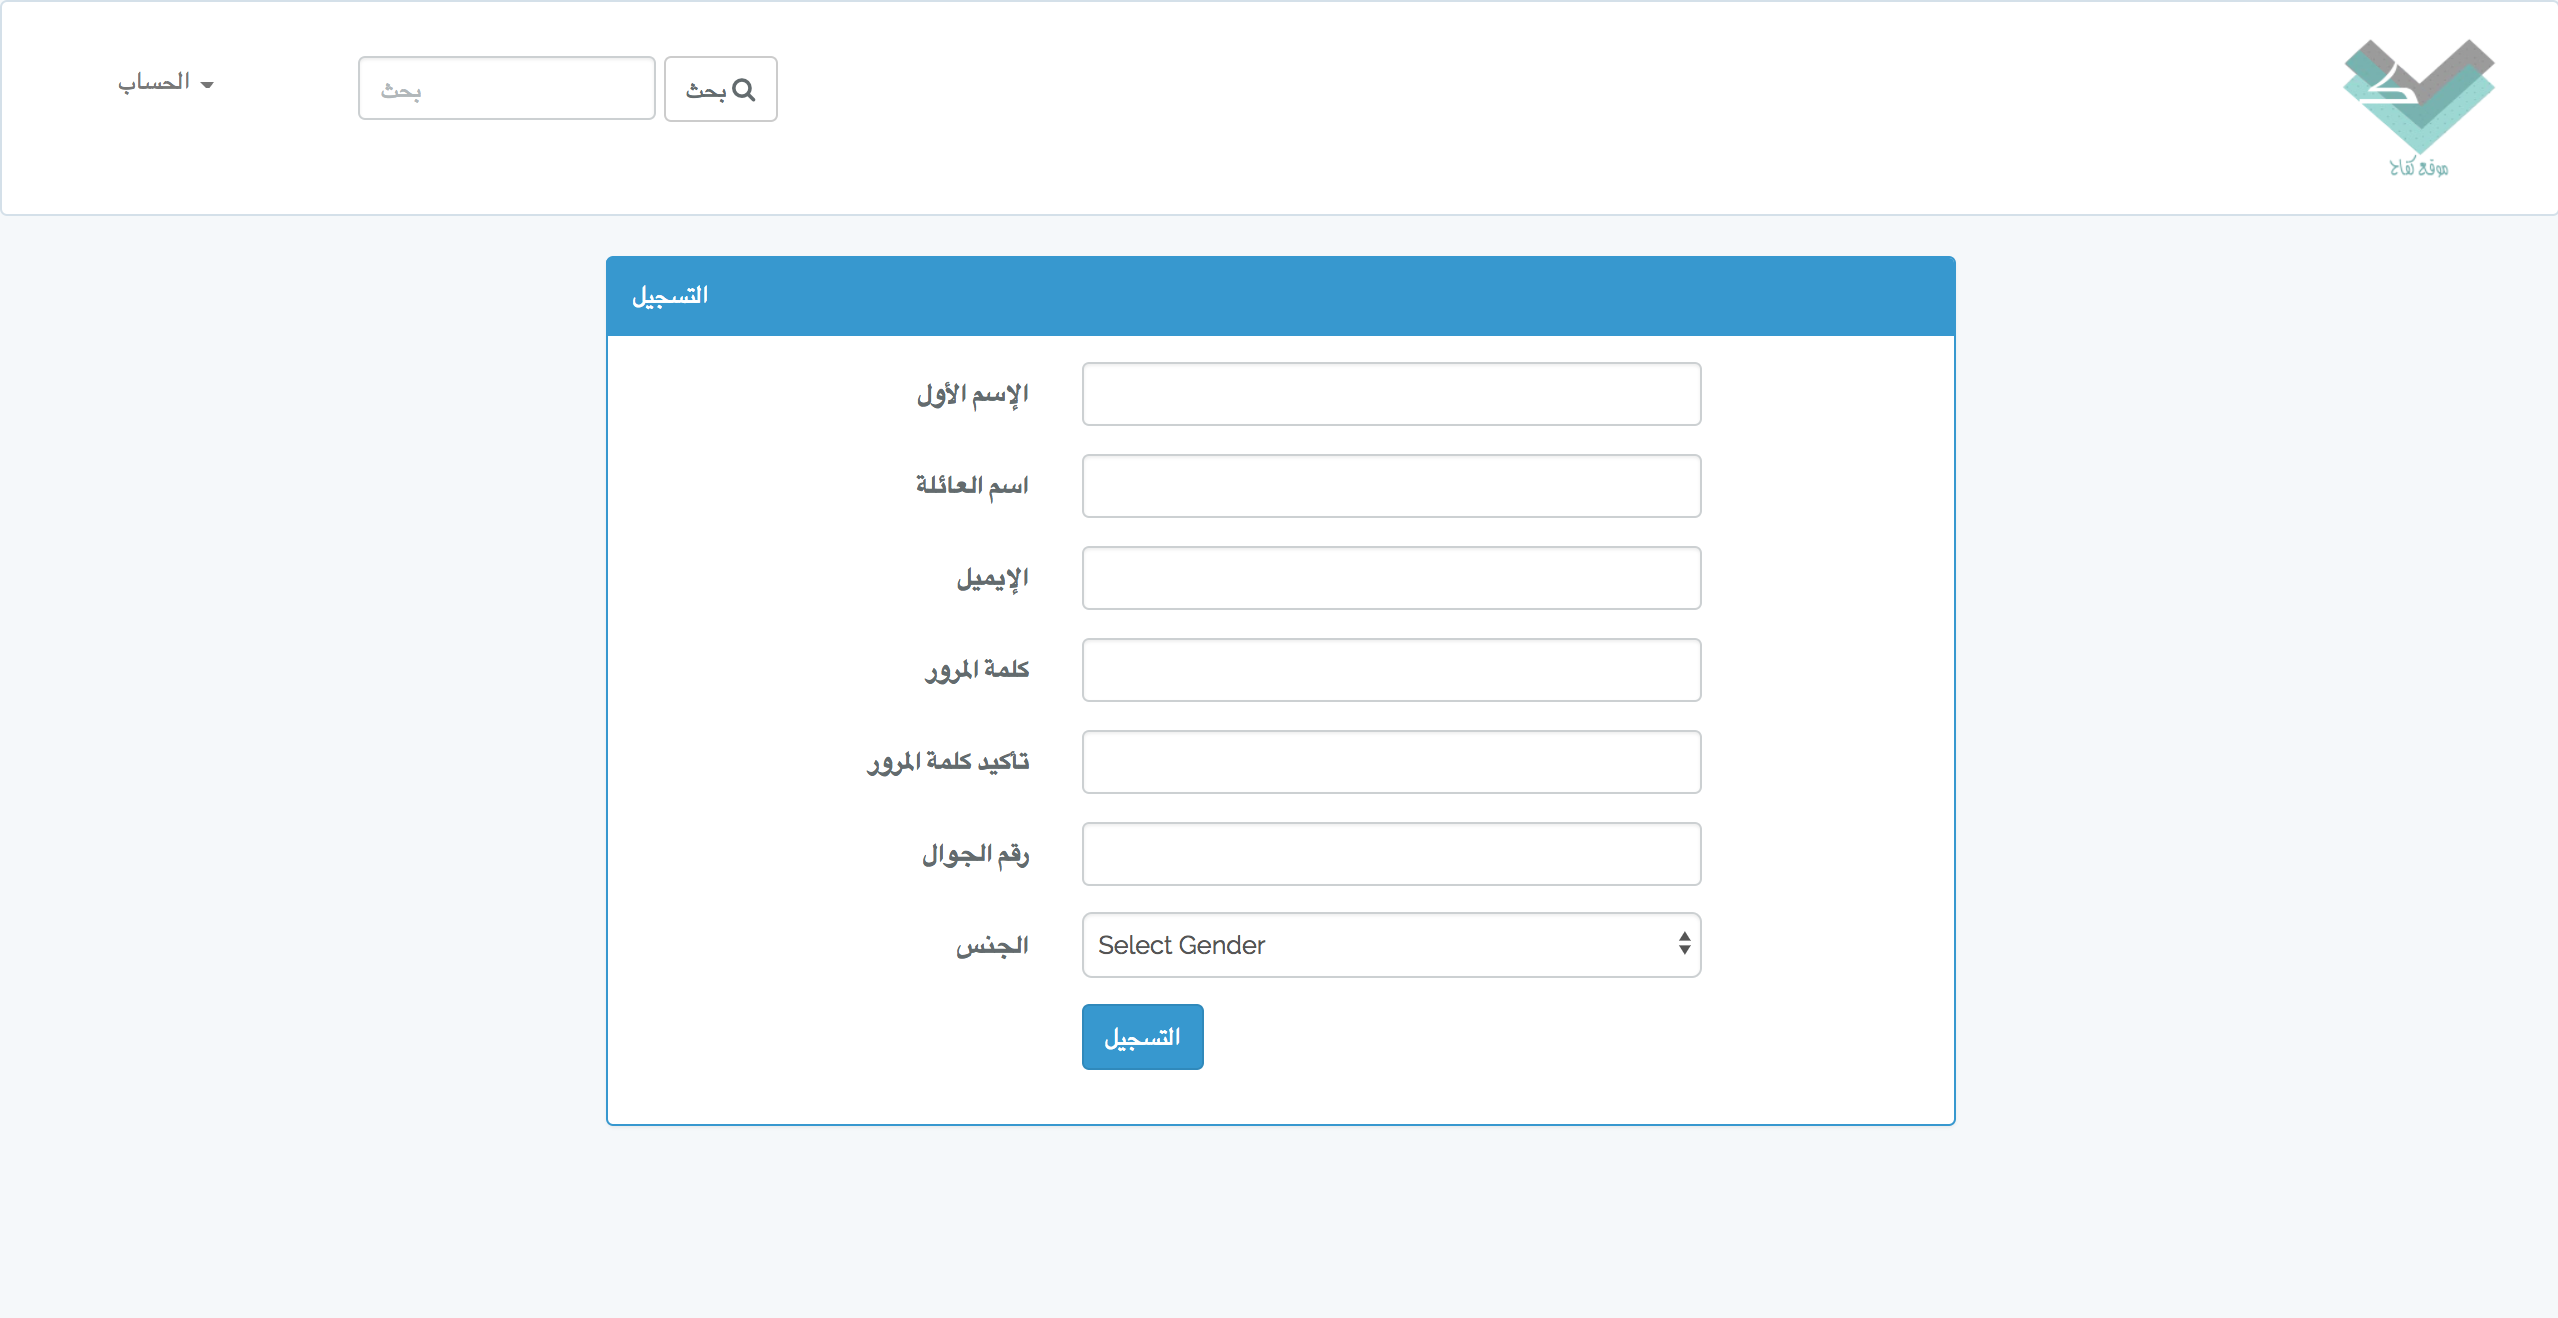 موقع كفاح
بحث
بحث
الحساب
التسجيل
الإسم الأول
اسم العائلة
الإيميل
كلمة المرور
تأكيد كلمة المرور
رقم الجوال
الجنس
Select Gender
التسجيل